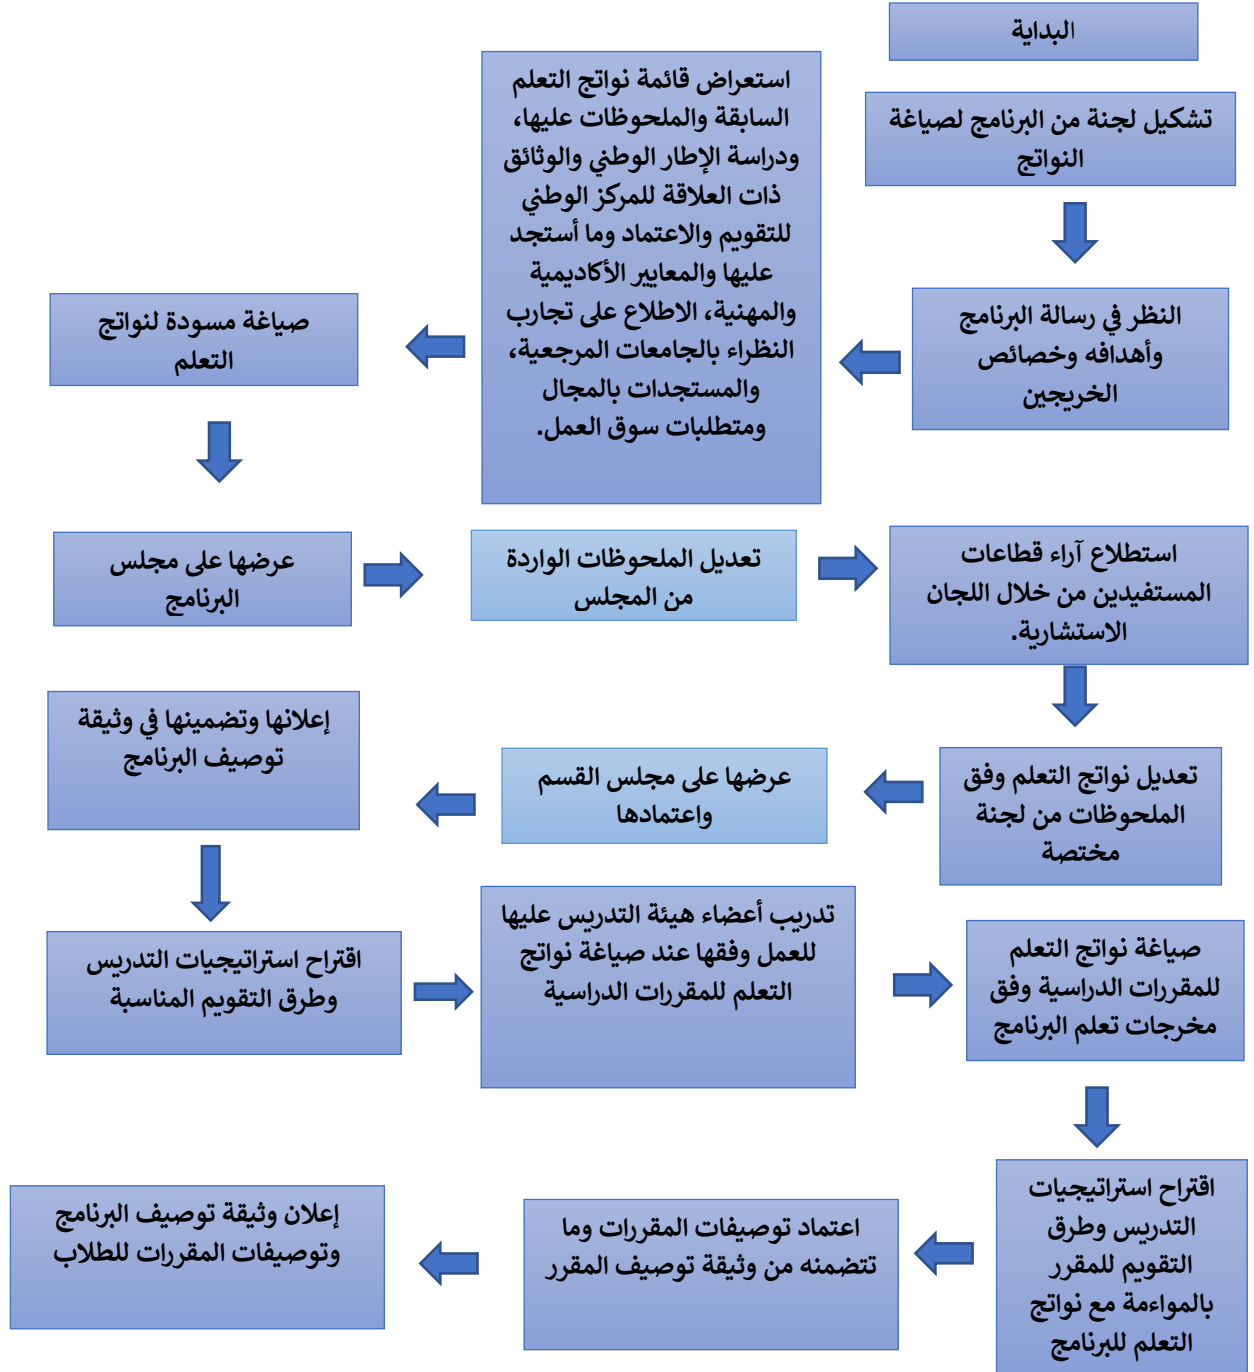 البداية
تشكيل لجنة من البرنامج لصياغة
النواتج
النظر في رسالة البرنامج
وأهدافه وخصائص
الخريجين
استعراض قائمة نواتج التعلم
السابقة والملحوظات عليها،
ودراسة الإطار الوطني والوثائق
ذات العلاقة للمركز الوطني
للتقويم والاعتماد وما أستجد
عليها والمعايير الأكاديمية
والمهنية، الاطلاع على تجارب
النظراء بالجامعات المرجعية،
والمستجدات بالمجال
ومتطلبات سوق العمل.
صياغة مسودة لنواتج
التعلم
عرضها على مجلس
البرنامج
تعديل الملحوظات الواردة
من المجلس
استطلاع آراء قطاعات
المستفيدين من خلال اللجان
الاستشارية.
تعديل نواتج التعلم وفق
الملحوظات من لجنة
مختصة
عرضها على مجلس القسم
واعتمادها
إعلانها وتضمينها في وثيقة
توصيف البرنامج
اقتراح استراتيجيات التدريس
وطرق التقويم المناسبة
تدريب أعضاء هيئة التدريس عليها
للعمل وفقها عند صياغة نواتج
التعلم للمقررات الدراسية
صياغة نواتج التعلم
للمقررات الدراسية وفق
مخرجات تعلم البرنامج
اقتراح استراتيجيات
التدريس وطرق
التقويم للمقرر
بالمواءمة مع نواتج
التعلم للبرنامج
اعتماد توصيفات المقررات وما
تتضمنه من وثيقة توصيف المقرر
إعلان وثيقة توصيف البرنامج
وتوصيفات المقررات للطلاب